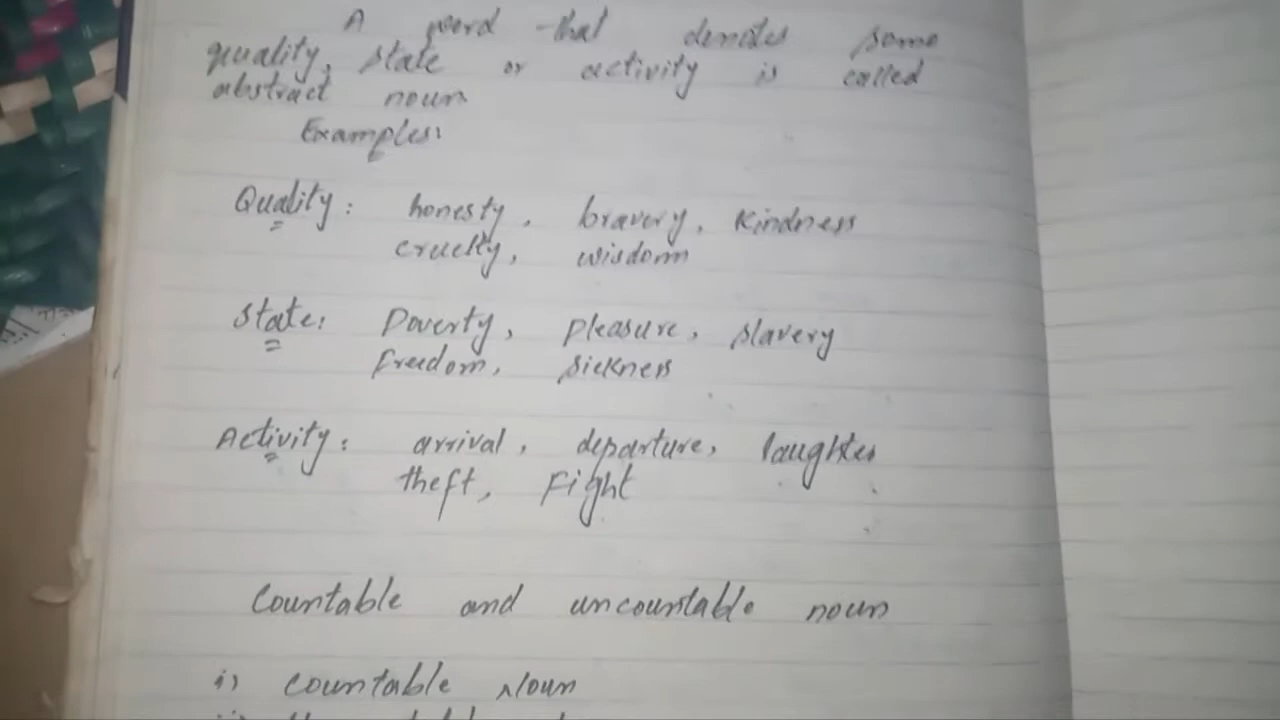 A word that denotes some
quality, state or activity is called
abstract noun
Examples:
Quality: honesty, bravery, Kindness
cruelty, wisdom
State: Poverty, pleasure, slavery
freedom, sickness
Activity: arrival, departure, laughter
theft, Fight
Countable and uncountable noun
i) countable Noun